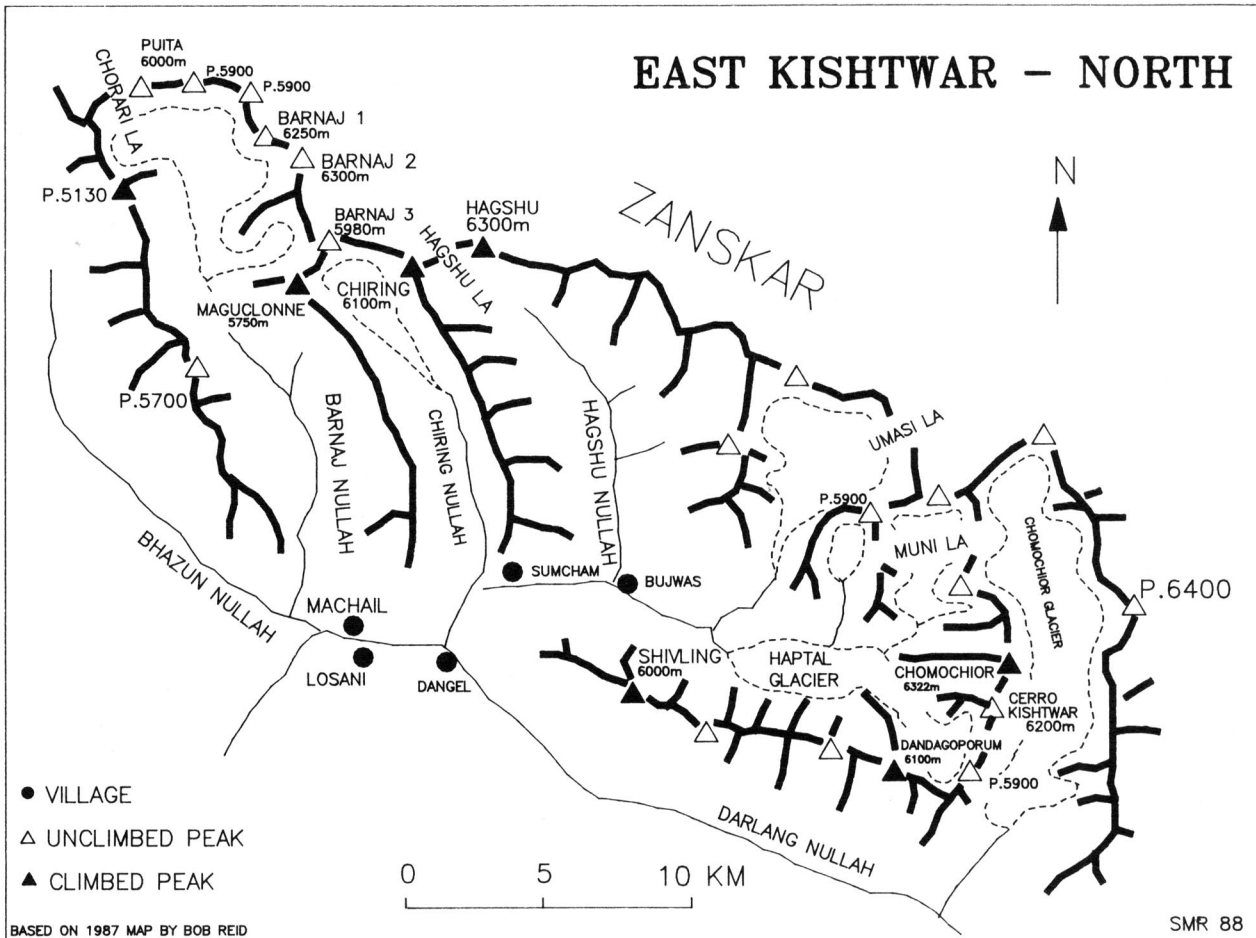 EAST KISHTWAR – NORTH
PUITA
6000m
P.5900
P.5900
CHORARI LA
BARNAJ 1
6250m
BARNAJ 2
6300m
P.5130
BARNAJ 3
5980m
HAGSHU
6300m
HAGSHU LA
ZANSKAR
N
CHIRING
6100m
MAGUCLONNE
5750m
P.5700
BARNAJ NULLAH
CHIRING NULLAH
HAGSHU NULLAH
UMASI LA
P.5900
MUNI LA
CHOMOCHIOR GLACIER
P.6400
BHAZUN NULLAH
SUMCHAM
BUJWAS
MACHAIL
LOSANI
DANGEL
SHIVLING
6000m
HAPTAL
GLACIER
CHOMOCHIOR
6322m
CERRO
KISHTWAR
6200m
DANDAGOPORUM
6100m
P.5900
DARLANG NULLAH
VILLAGE
UNCLIMBED PEAK
CLIMBED PEAK
0 5 10 KM
BASED ON 1987 MAP BY BOB REID
SMR 88